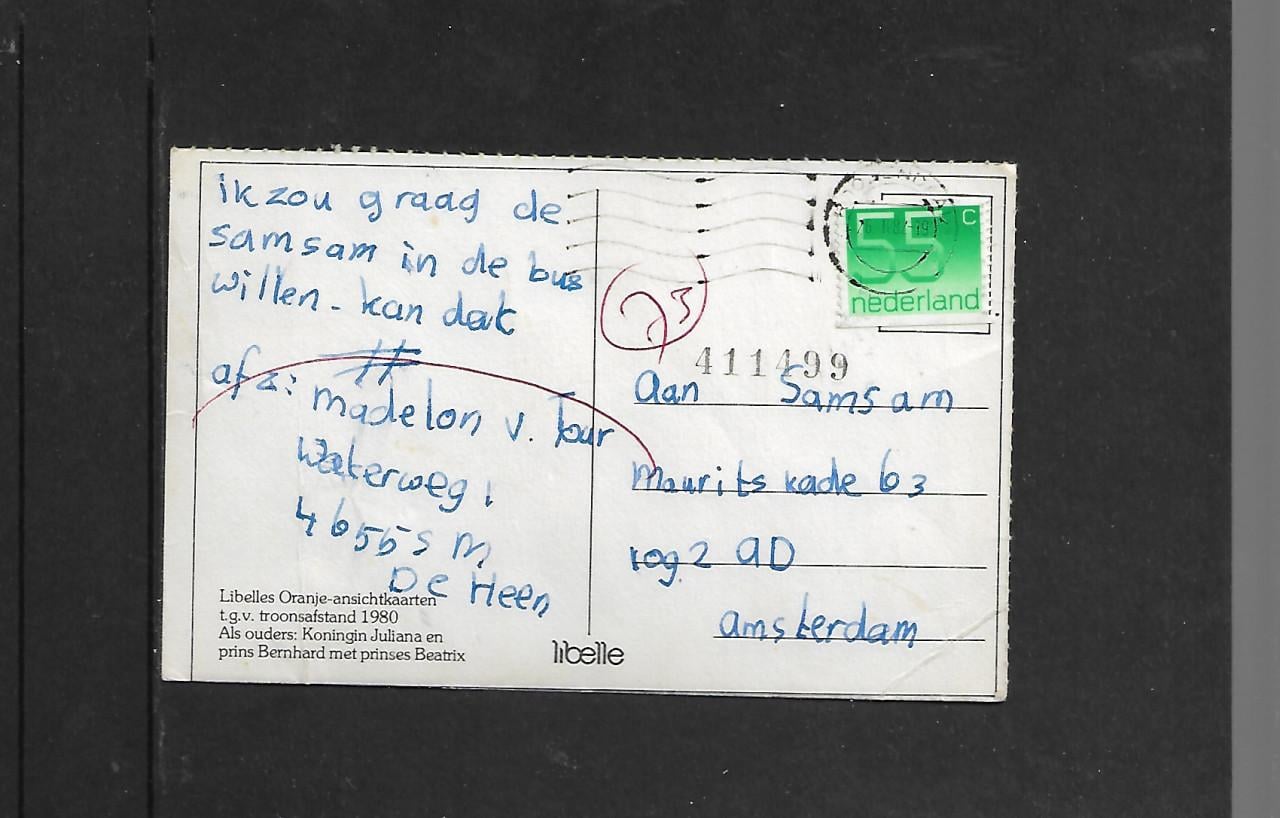 ik zou graag de
samsam in de bus
willen - kan dat
afz:
madelon v. Tour
Waterweg 1
4655 S M
De Heen
Libelles Oranje-ansichtkaarten
t.g.v. troonsafstand 1980
Als ouders: Koningin Juliana en
prins Bernhard met prinses Beatrix
libelle
55 c
nederland
411499
Aan Samsam
Maurits kade 63
1092 AD
amsterdam